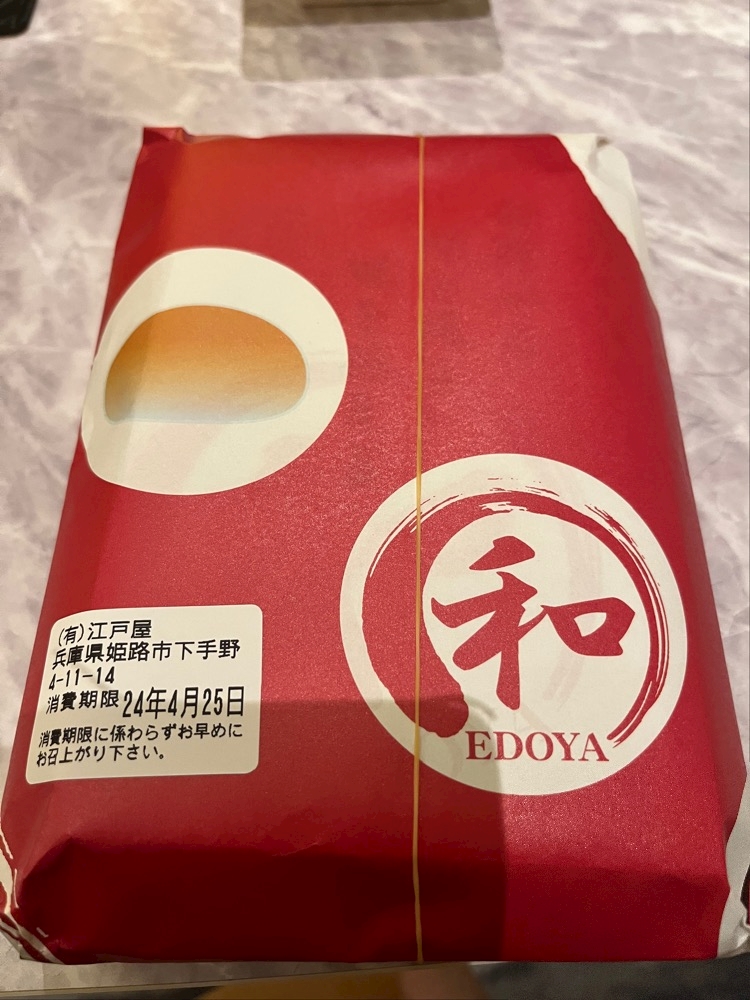 和
EDOYA
(有)江戸屋
兵庫県姫路市下手野
4-11-14
消費期限 24年4月25日
消費期限に係わらずお早めに
お召上がり下さい。